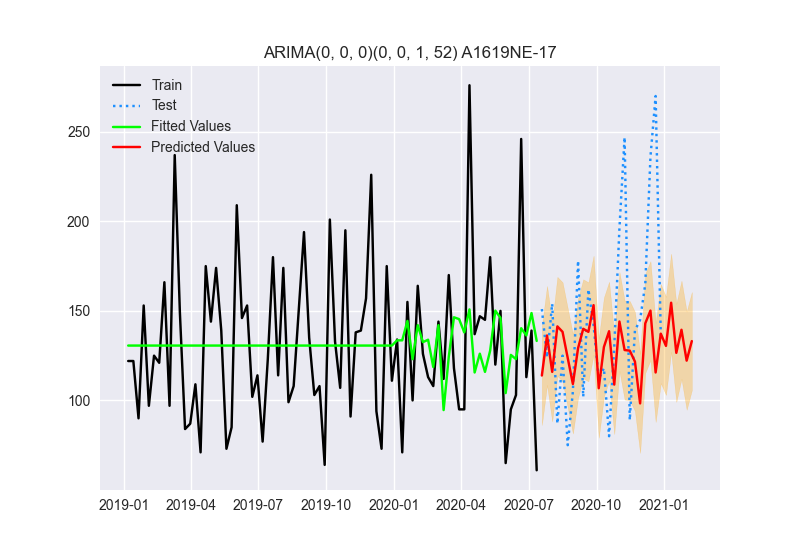 ARIMA(0, 0, 0)(0, 0, 1, 52) A1619NE-17
Train
Test
Fitted Values
Predicted Values
250
200
150
100
2019-01 2019-04 2019-07 2019-10 2020-01 2020-04 2020-07 2020-10 2021-01